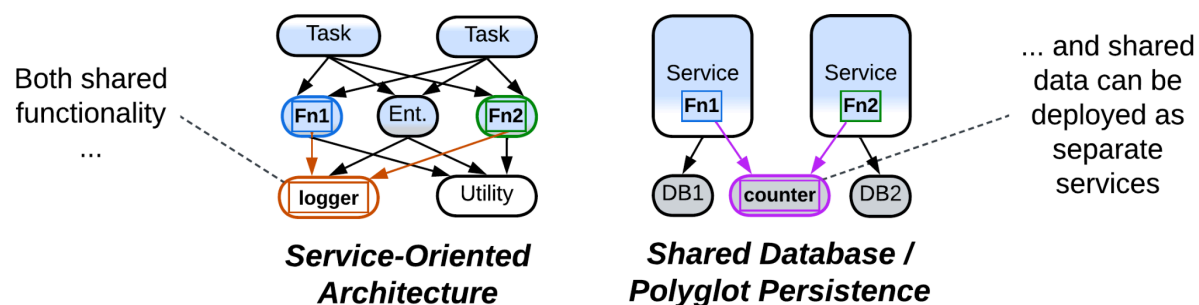 Both shared
functionality
...
Task
Task
Fn1
Ent.
Fn2
logger
Utility
Service-Oriented
Architecture
Service
Service
Fn1
Fn2
DB1
counter
DB2
Shared Database /
Polyglot Persistence
... and shared
data can be
deployed as
separate
services